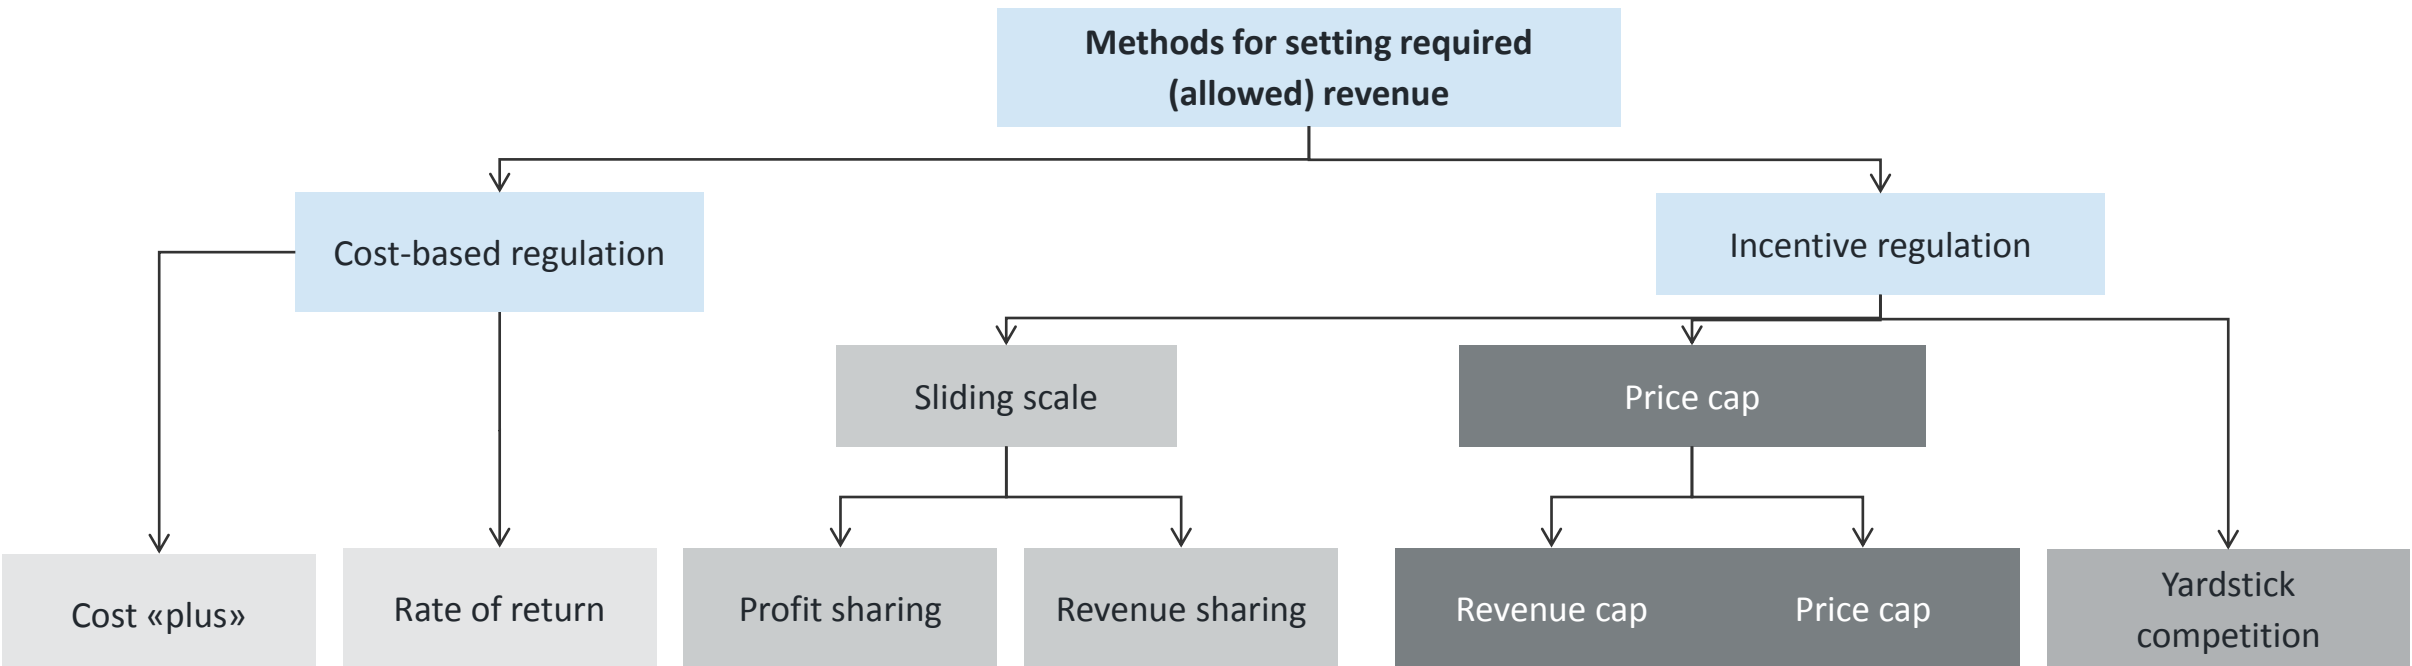 Methods for setting required
(allowed) revenue
Cost-based regulation
Incentive regulation
Sliding scale
Price cap
Cost «plus»
Rate of return
Profit sharing
Revenue sharing
Revenue cap
Price cap
Yardstick
competition